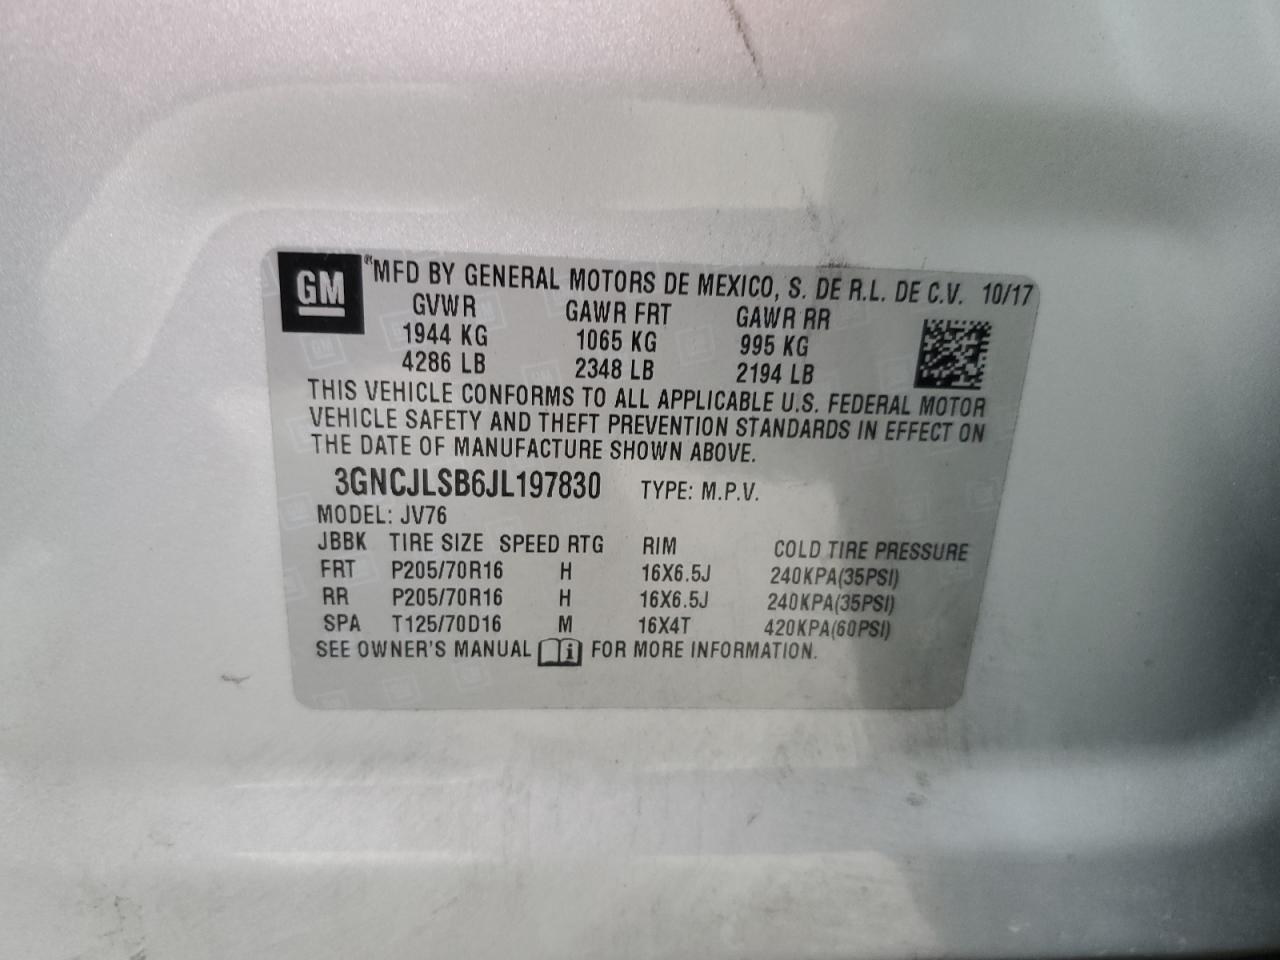 GM
®MFD BY GENERAL MOTORS DE MEXICO, S. DE R.L. DE C.V. 10/17
GVWR GAWR FRT GAWR RR
1944 KG 1065 KG 995 KG
4286 LB 2348 LB 2194 LB
THIS VEHICLE CONFORMS TO ALL APPLICABLE U.S. FEDERAL MOTOR
VEHICLE SAFETY AND THEFT PREVENTION STANDARDS IN EFFECT ON
THE DATE OF MANUFACTURE SHOWN ABOVE.
3GNCJLSB6JL197830 TYPE: M.P.V.
MODEL: JV76
JBBK TIRE SIZE SPEED RTG RIM COLD TIRE PRESSURE
FRT P205/70R16 H 16X6.5J 240KPA(35PSI)
RR P205/70R16 H 16X6.5J 240KPA(35PSI)
SPA T125/70D16 M 16X4T 420KPA(60PSI)
SEE OWNER'S MANUAL i FOR MORE INFORMATION.